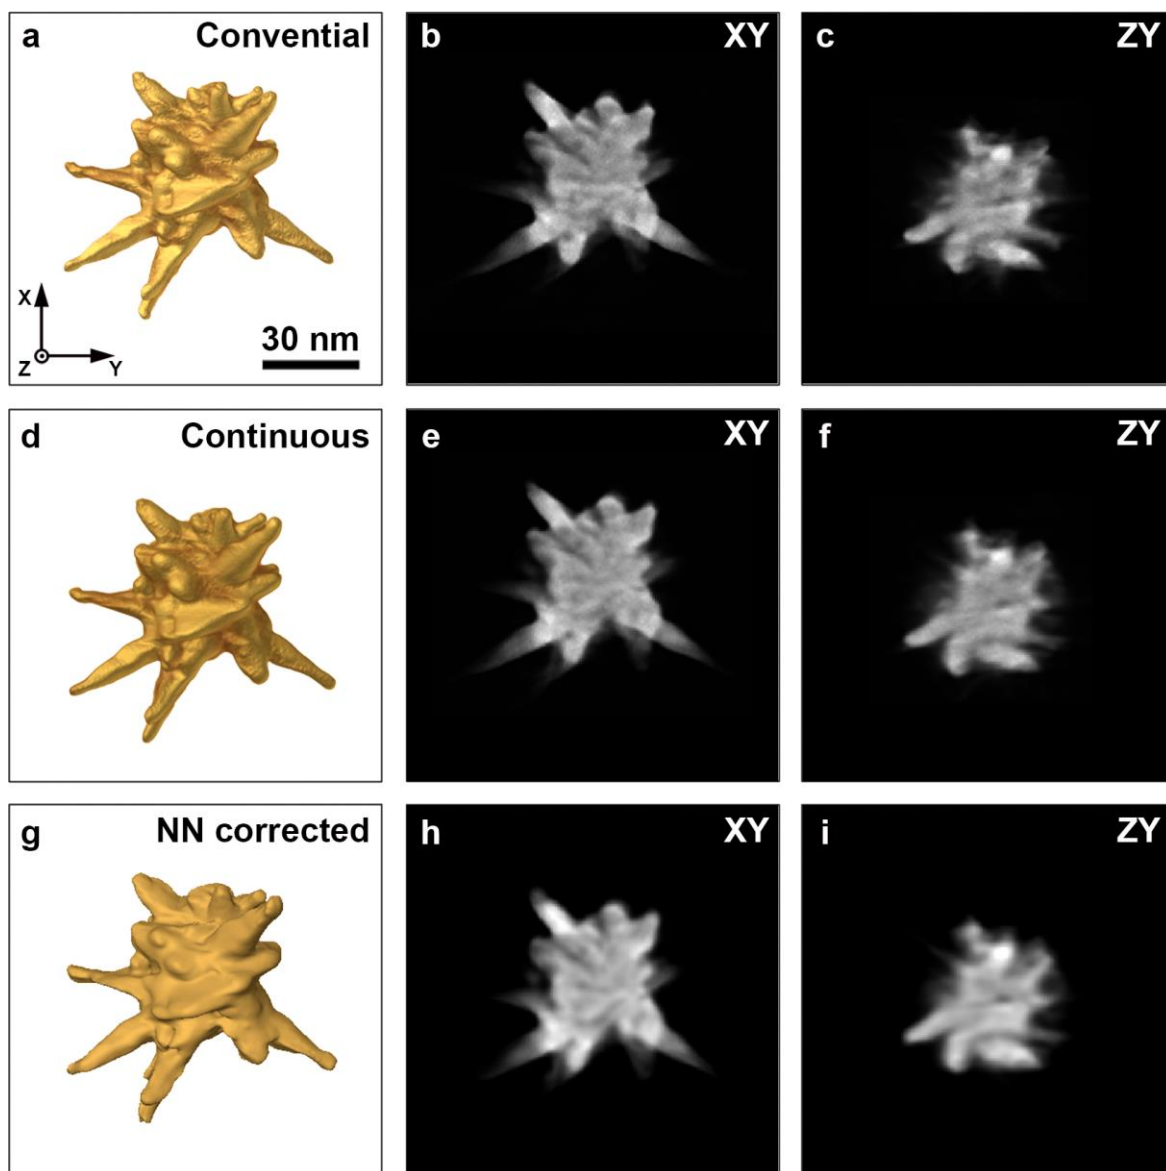 a Convential
b XY
c ZY
X
Z Y
30 nm
d Continuous
e XY
f ZY
g NN corrected
h XY
i ZY